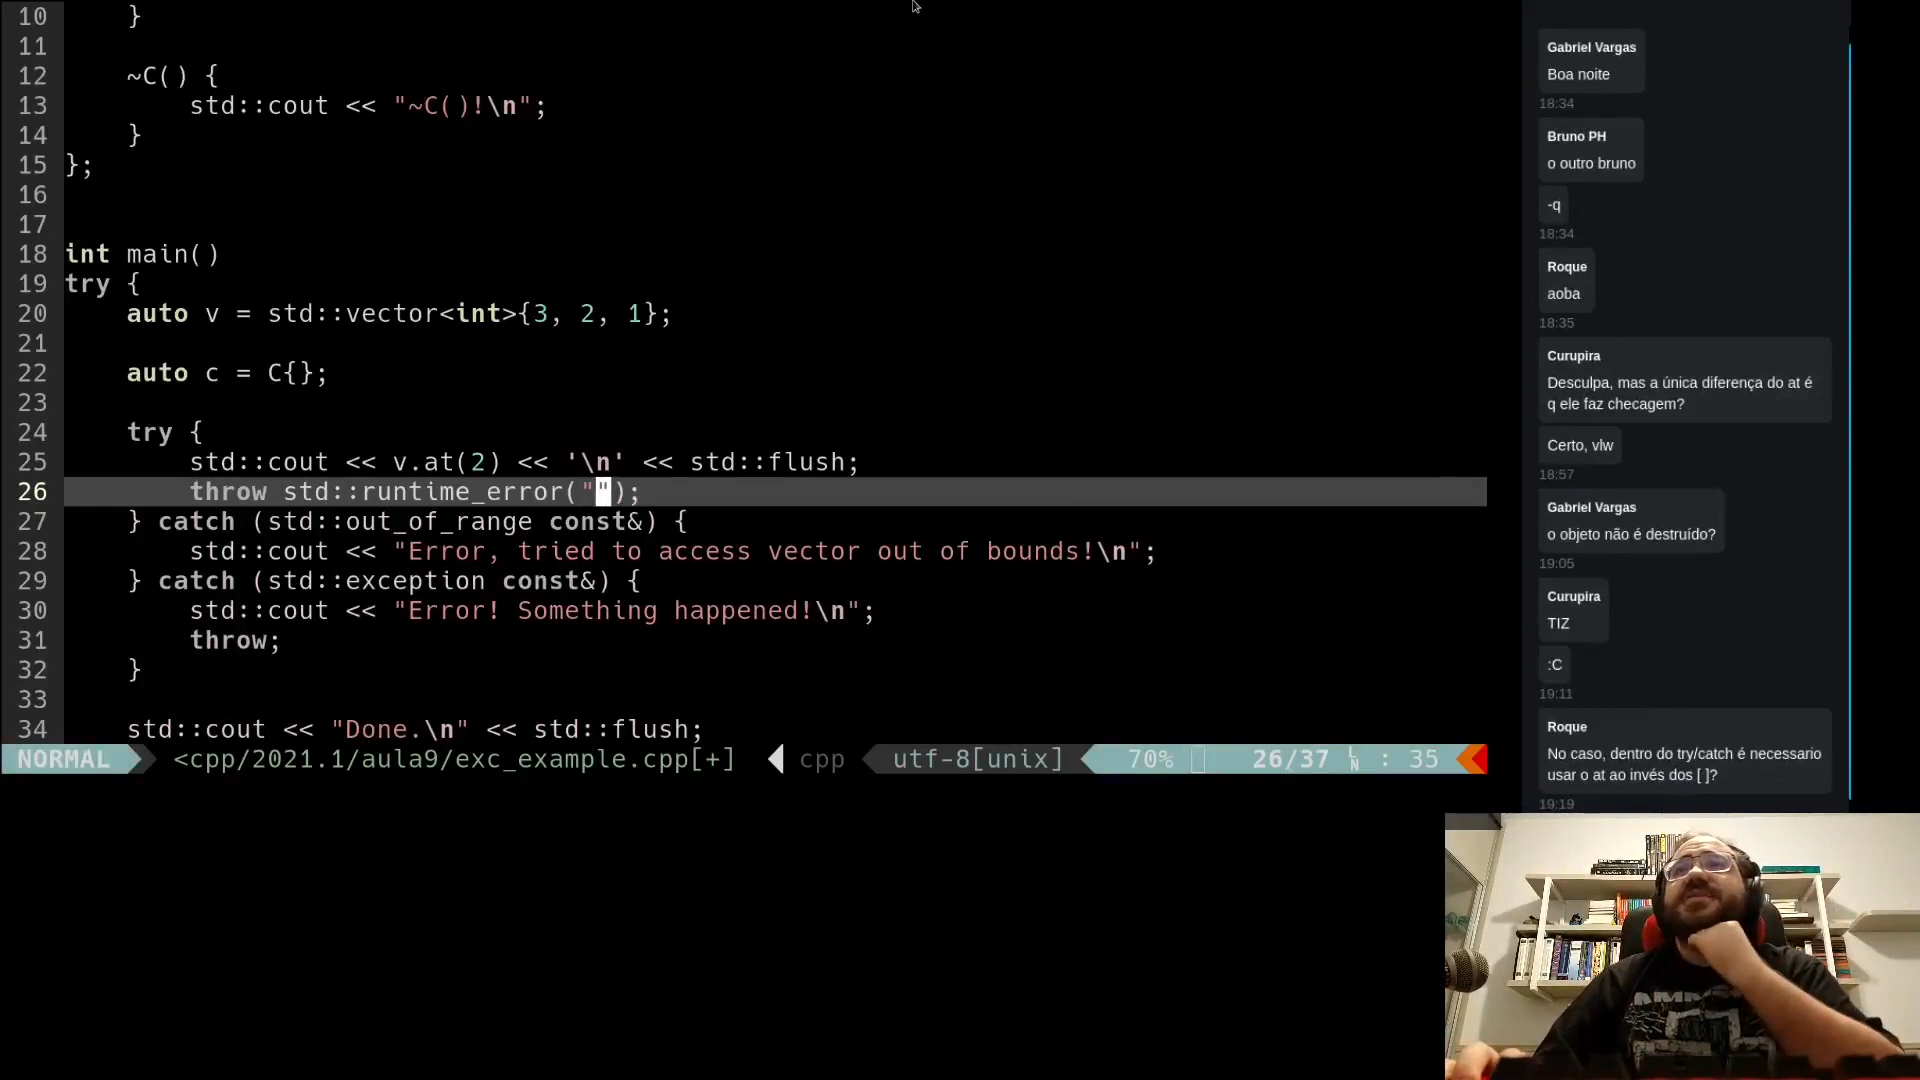 10 }
11
12 ~C() {
13 std::cout << "~C()!\n";
14 }
15 };
16
17
18 int main()
19 try {
20 auto v = std::vector<int>{3, 2, 1};
21
22 auto c = C{};
23
24 try {
25 std::cout << v.at(2) << '\n' << std::flush;
26 throw std::runtime_error("");
27 } catch (std::out_of_range const&) {
28 std::cout << "Error, tried to access vector out of bounds!\n";
29 } catch (std::exception const&) {
30 std::cout << "Error! Something happened!\n";
31 throw;
32 }
33
34 std::cout << "Done.\n" << std::flush;
NORMAL <cpp/2021.1/aula9/exc_example.cpp[+] cpp utf-8[unix] 70% 26/37 LN : 35
Gabriel Vargas
Boa noite
18:34
Bruno PH
o outro bruno
-q
18:34
Roque
aoba
18:35
Curupira
Desculpa, mas a única diferença do at é
q ele faz checagem?
Certo, vlw
18:57
Gabriel Vargas
o objeto não é destruído?
19:05
Curupira
TIZ
:C
19:11
Roque
No caso, dentro do try/catch é necessario
usar o at ao invés dos [ ]?
19:19